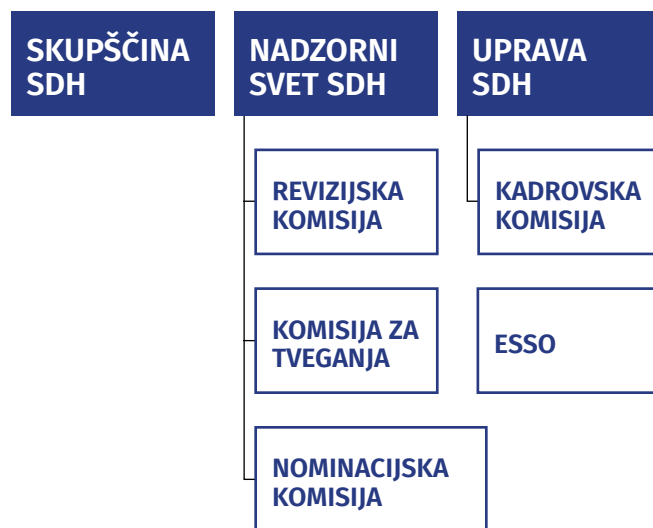 SKUPŠČINA
SDH
NADZORNI
SVET SDH
UPRAVA
SDH
REVIZIJSKA
KOMISIJA
KADROVSKA
KOMISIJA
KOMISIJA ZA
TVEGANJA
ESSO
NOMINACIJSKA
KOMISIJA